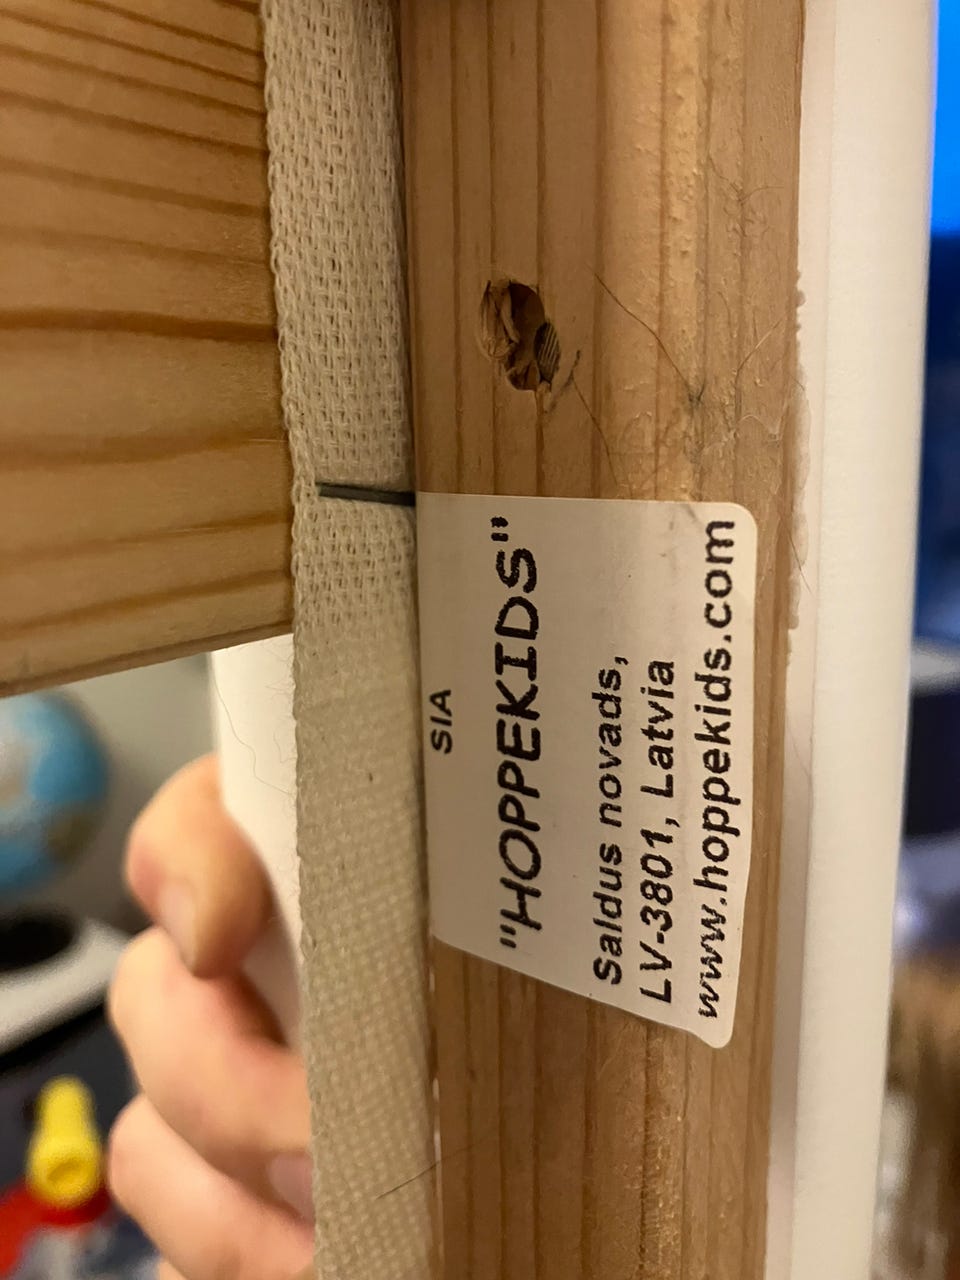 SIA
"HOPPEKIDS"
Saldus novads,
LV-3801, Latvia
www.hoppekids.com